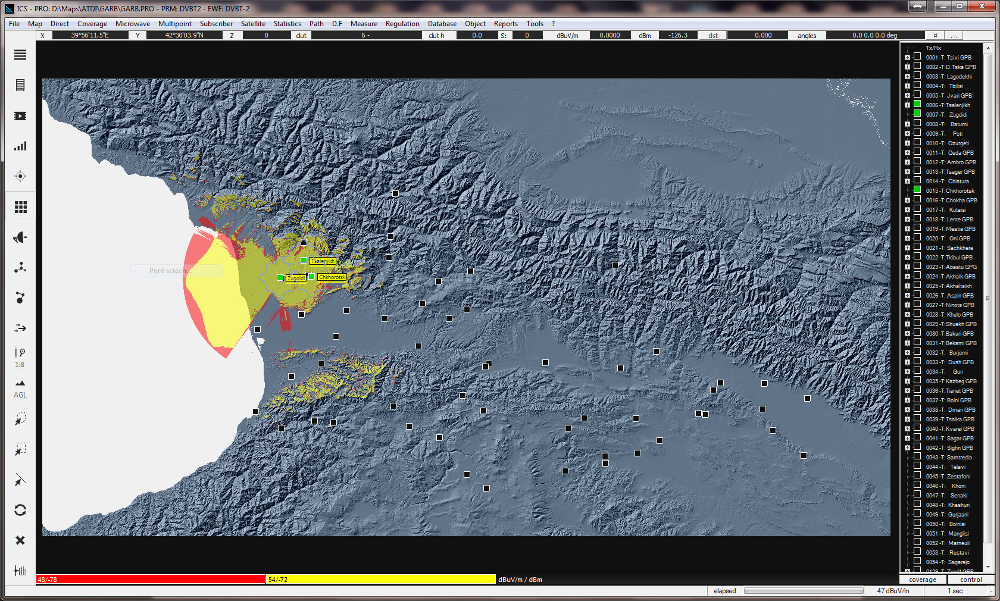 ICS - PRO: D:\Maps\ATDI\GARB\GARB.PRO - PRM: DVBT2 - EWF: DVBT-2
File Map Direct Coverage Microwave Multipoint Subscriber Satellite Statistics Path D.F Measure Regulation Database Object Reports Tools ?
X 39°56'11.5"E Y 42°30'03.9"N Z 0 clut 6 - clut h 0.0 S: 0 dBuV/m 0.0000 dBm -126.3 dst 0.000 angles 0.0 0.0 0.0 deg
Tx/Rx
0001 -T: Tsivi GPB
0002 -T: D.Tska GPB
0003 -T: Lagodekhi
0004 -T: Tbilisi
0005 -T: Jvari GPB
0006 -T:Tsalenjikh
0007 -T: Zugdidi
0008 -T: Batumi
0009 -T: Poti
0010 -T: Ozurgeti
0011 -T: Qeda GPB
0012 -T: Ambro GPB
0013 -T:Tsager GPB
0014 -T: Chiatura
0015 -T:Chkhorotsk
0016 -T:Chokha GPB
0017 -T: Kutaisi
0018 -T: Lente GPB
0019 -T:Mestia GPB
0020 -T: Oni GPB
0021 -T: Sachkhere
0022 -T:Tkibul GPB
0023 -T:Abastu GPG
0024 -T:Akhalk GPB
0025 -T:Akhaltsikh
0026 -T: Aspin GPB
0027 -T:Ninots GPB
0028 -T: Khulo GPB
0029 -T:Shuakh GPB
0030 -T:Bakuri GPB
0031 -T:Bekami GPB
0032 -T: Borjomi
0033 -T: Dush GPB
0034 -T: Gori
0035 -T:Kazbeg GPB
0036 -T:Tianet GPB
0037 -T: Bolni GPB
0038 -T: Dman GPB
0039 -T:Tsalka GPB
0040 -T:Kvarel GPB
0041 -T: Sagar GPB
0042 -T: Sighn GPB
0043 -T: Samtredia
0044 -T: Telavi
0045 -T: Zestafoni
0046 -T: Khoni
0047 -T: Senaki
0048 -T: Khashuri
0049 -T: Gurjaani
0050 -T: Bolnisi
0051 -T: Manglisi
0052 -T: Marneuli
0053 -T: Rustavi
0054 -T: Sagarejo
Tsalenjikh
Zugdidi
Chkhorotsk
Print screen...
1:8
AGL
48/-78 54/-72 dBuV/m / dBm
coverage control
elapsed 47 dBuV/m 1 sec -